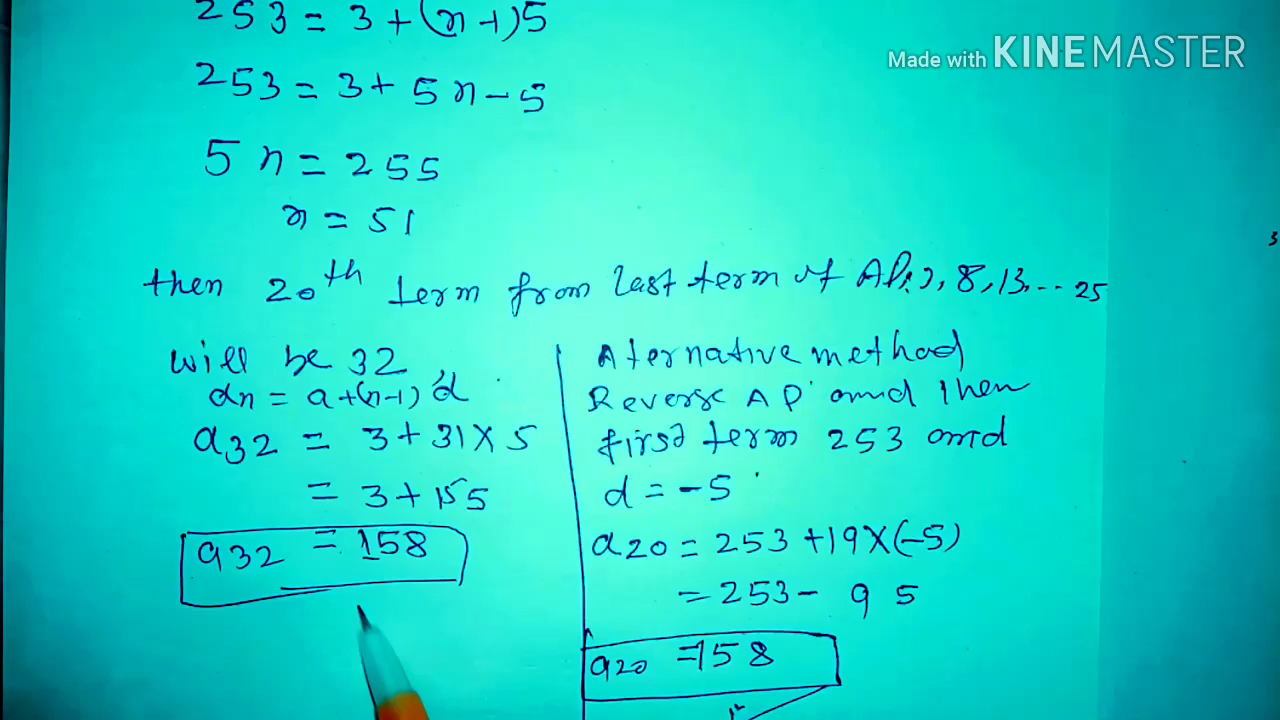 253 = 3 + (n-1)5
Made with KINEMASTER
253 = 3 + 5n - 5
5n = 255
n = 51
then 20th term from last term of AP: 3, 8, 13, ... 25
will be 32
an = a+(n-1)d
a32 = 3 + 31 × 5
= 3 + 155
a32 = 158
Aternative method
Reverse AP and then
first term 253 and
d = -5
a20 = 253 + 19×(-5)
= 253 - 95
a20 = 158